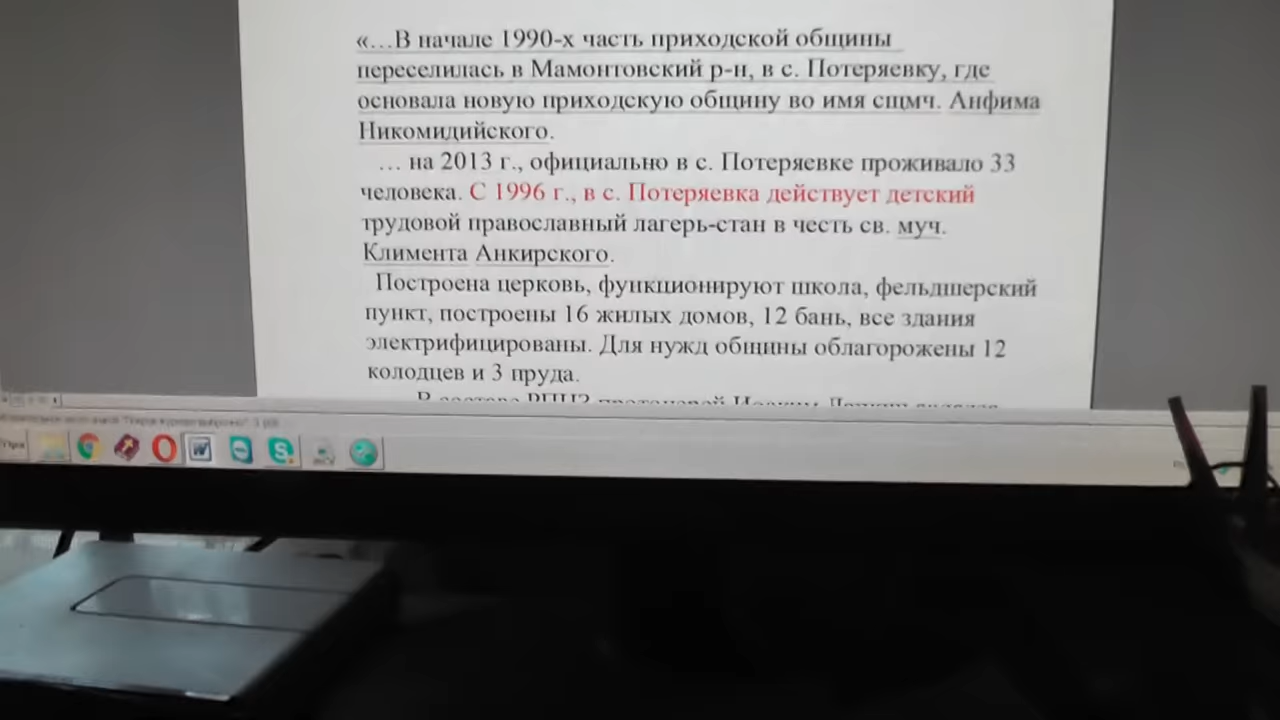 «…В начале 1990-х часть приходской общины
переселилась в Мамонтовский р-н, в с. Потеряевку, где
основала новую приходскую общину во имя сщмч. Анфима
Никомидийского.
… на 2013 г., официально в с. Потеряевке проживало 33
человека. С 1996 г., в с. Потеряевка действует детский
трудовой православный лагерь-стан в честь св. муч.
Климента Анкирского.
Построена церковь, функционируют школа, фельдшерский
пункт, построены 16 жилых домов, 12 бань, все здания
электрифицированы. Для нужд общины облагорожены 12
колодцев и 3 пруда.